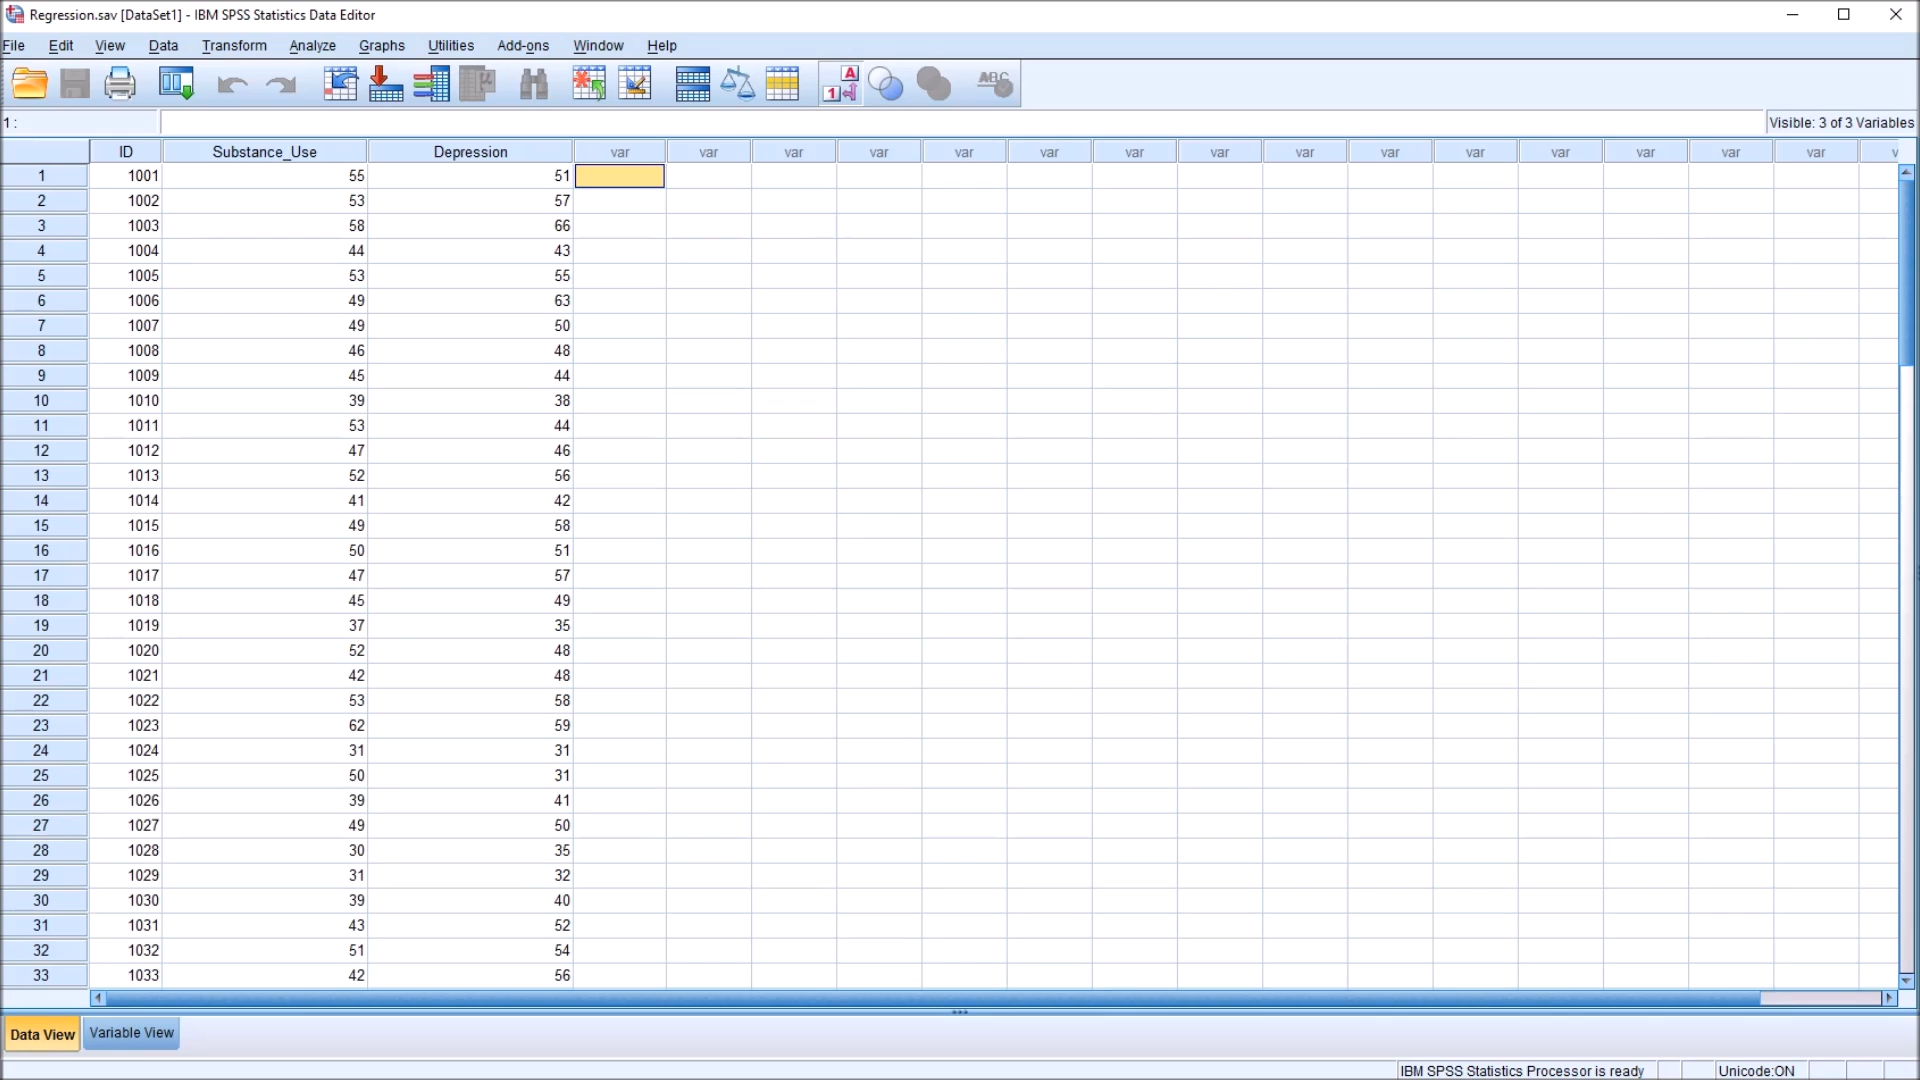 Regression.sav [DataSet1] - IBM SPSS Statistics Data Editor
File Edit View Data Transform Analyze Graphs Utilities Add-ons Window Help
A
1
ABC
1 :
Visible: 3 of 3 Variables
ID Substance_Use Depression var var var var var var var var var var var var var var var
1 1001 55 51
2 1002 53 57
3 1003 58 66
4 1004 44 43
5 1005 53 55
6 1006 49 63
7 1007 49 50
8 1008 46 48
9 1009 45 44
10 1010 39 38
11 1011 53 44
12 1012 47 46
13 1013 52 56
14 1014 41 42
15 1015 49 58
16 1016 50 51
17 1017 47 57
18 1018 45 49
19 1019 37 35
20 1020 52 48
21 1021 42 48
22 1022 53 58
23 1023 62 59
24 1024 31 31
25 1025 50 31
26 1026 39 41
27 1027 49 50
28 1028 30 35
29 1029 31 32
30 1030 39 40
31 1031 43 52
32 1032 51 54
33 1033 42 56
Data View Variable View
IBM SPSS Statistics Processor is ready Unicode:ON